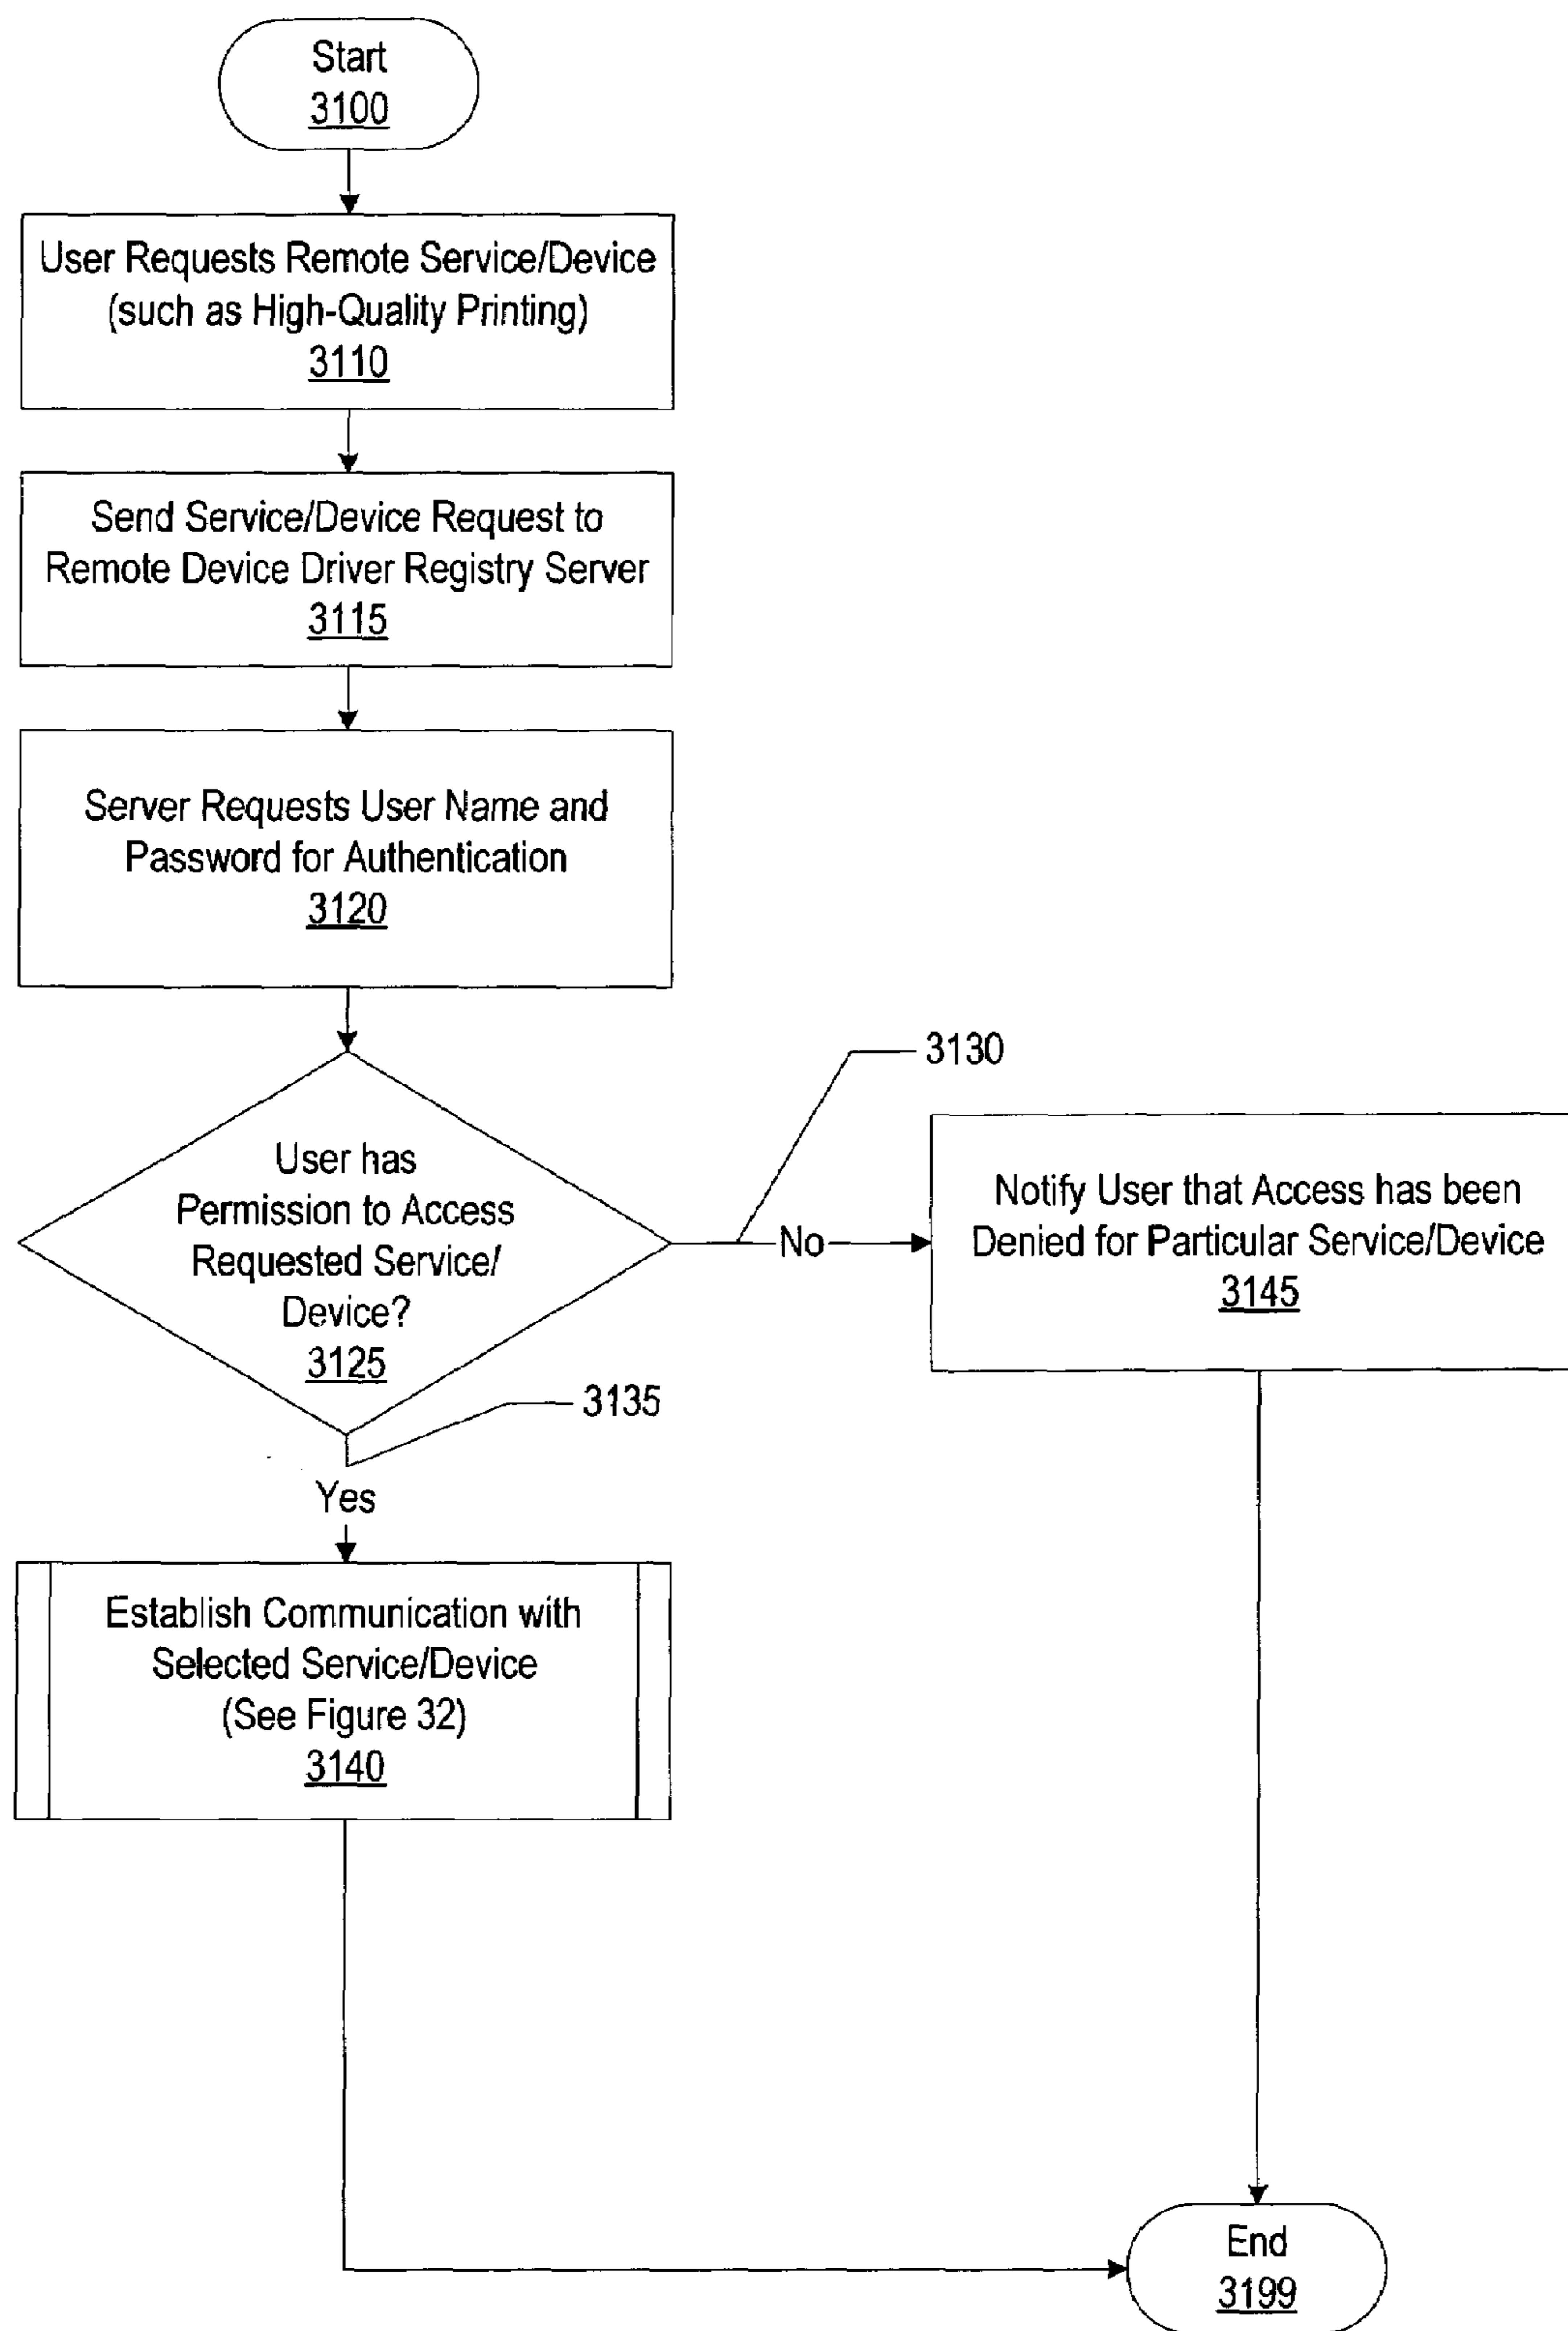 Start
3100
User Requests Remote Service/Device
(such as High-Quality Printing)
3110
Send Service/Device Request to
Remote Device Driver Registry Server
3115
Server Requests User Name and
Password for Authentication
3120
User has
Permission to Access
Requested Service/
Device?
3125
3130
No
Notify User that Access has been
Denied for Particular Service/Device
3145
3135
Yes
Establish Communication with
Selected Service/Device
(See Figure 32)
3140
End
3199